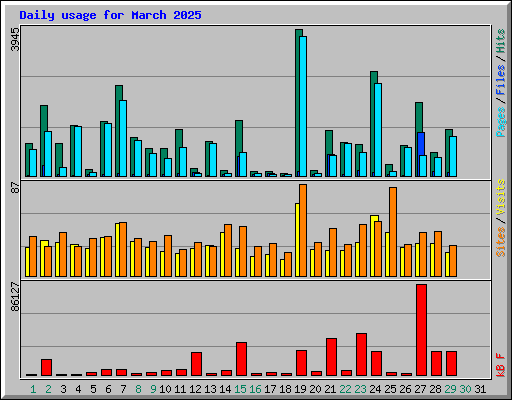 Daily usage for March 2025
3945
87
86127
Pages / Files / Hits
Sites / Visits
kB F
1 2 3 4 5 6 7 8 9 10 11 12 13 14 15 16 17 18 19 20 21 22 23 24 25 26 27 28 29 30 31